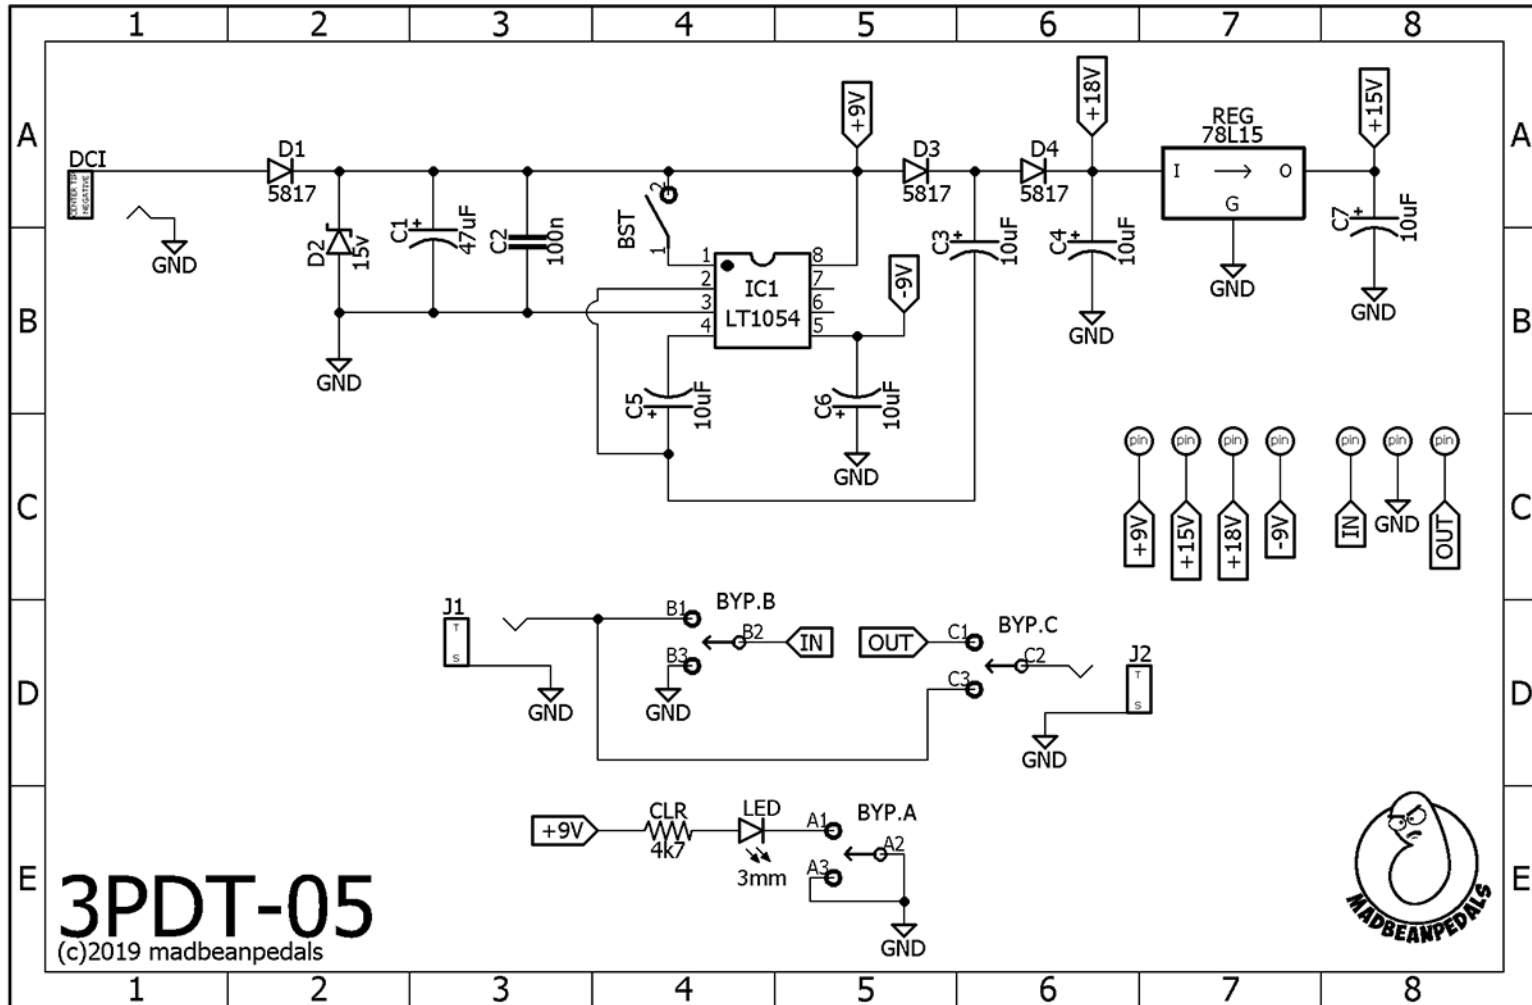 1 2 3 4 5 6 7 8
A A
+9V +18V +15V
REG
78L15
DCI D1 D3 D4
CENTER TIP
NEGATIVE
5817 5817 5817
I O
G
2
BST
1
D2 15v
C1 + 47uF
C2 100n
C3 + 10uF
C4 + 10uF
C7 + 10uF
GND
1 8
2 7
3 6
4 5
IC1
LT1054
-9V
GND GND GND
B B
GND
C5 + 10uF
C6 + 10uF
GND
pin pin pin pin pin pin pin
C C
+9V +15V +18V -9V IN GND OUT
J1 B1 BYP.B
T
S
B2 IN OUT C1 BYP.C
B3 C2 J2
T
S
C3
D D
GND GND GND
CLR LED BYP.A
+9V A1
4k7 A2
3mm A3
E E
GND
3PDT-05
(c)2019 madbeanpedals
MADBEANPEDALS
1 2 3 4 5 6 7 8